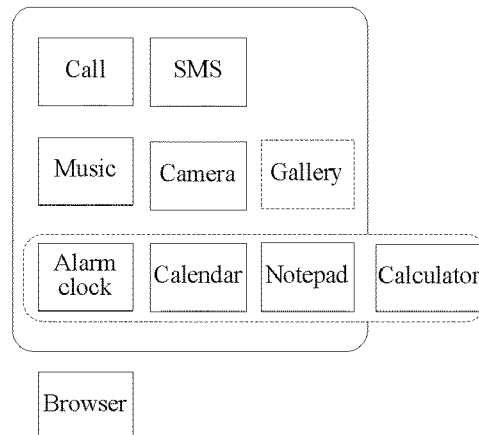 Call SMS
Music Camera Gallery
Alarm
clock Calendar Notepad Calculator
Browser